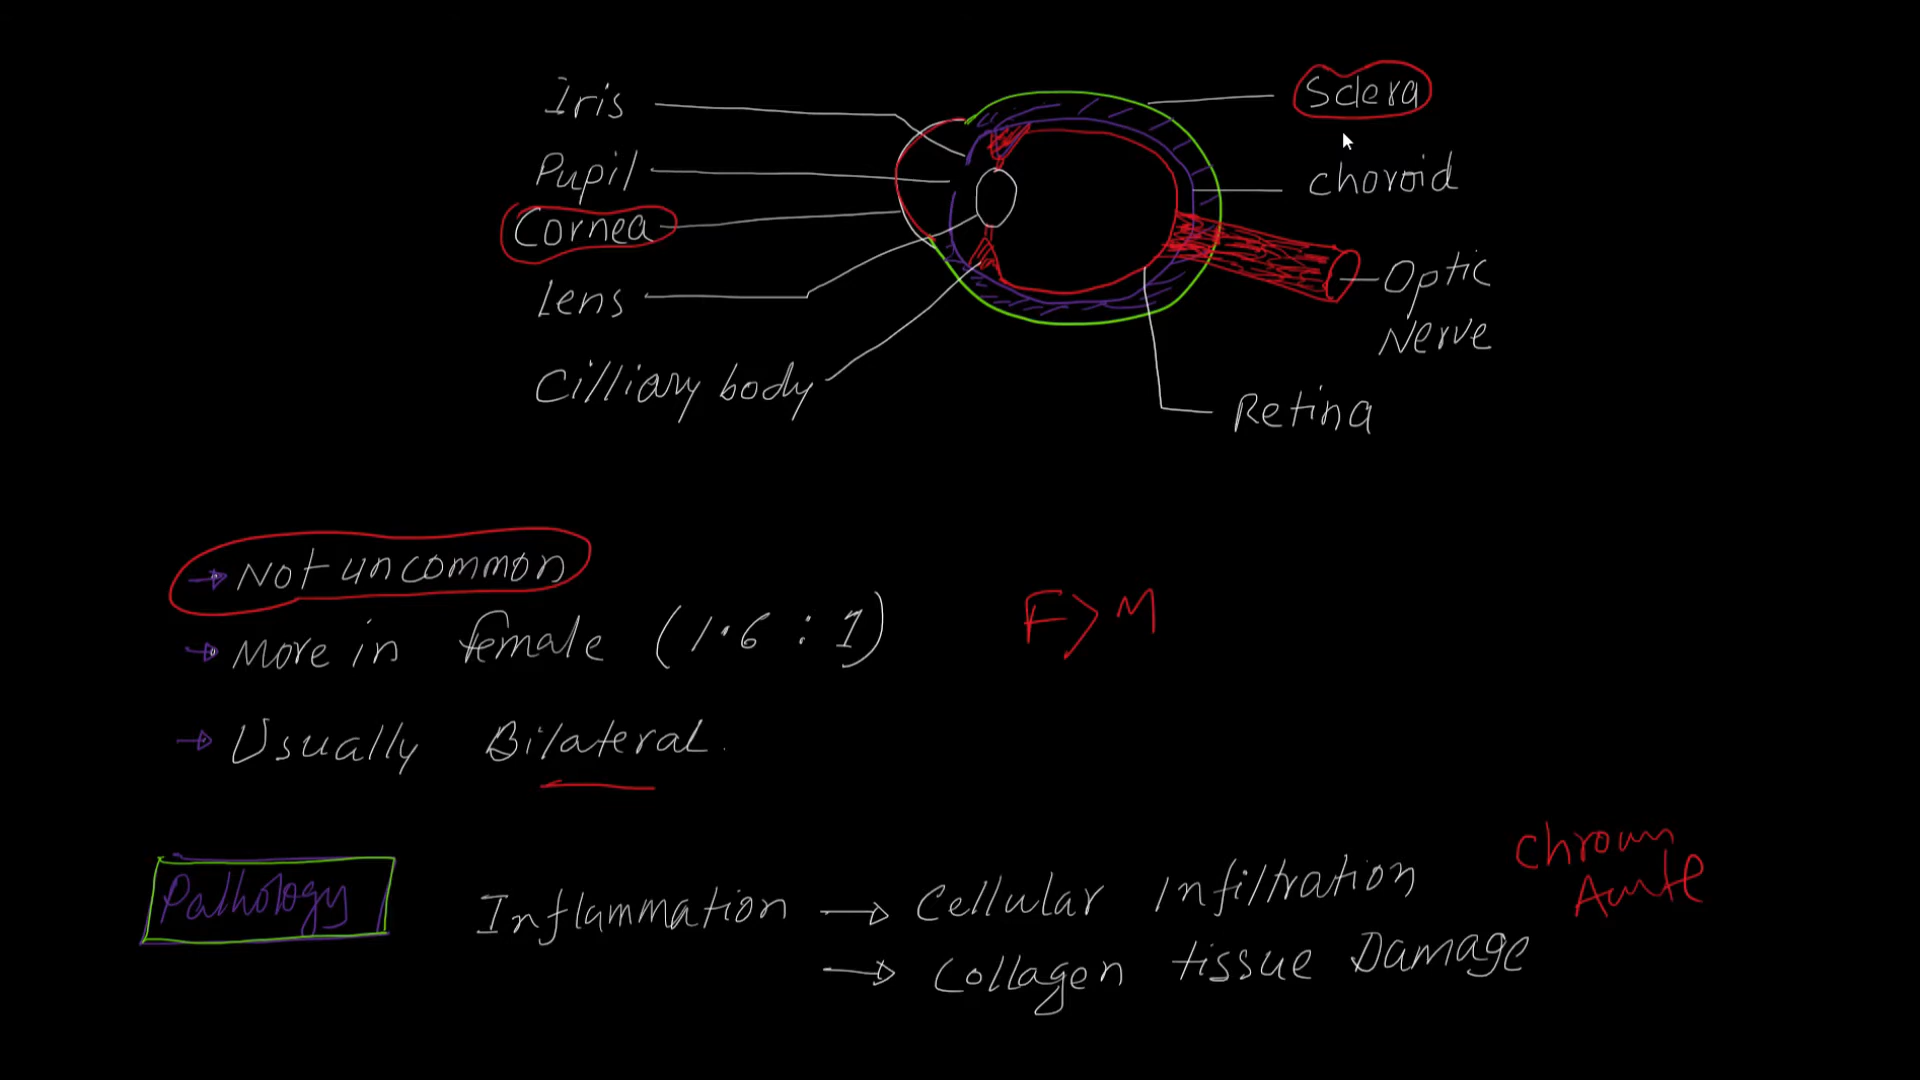 Iris
Pupil
Cornea
Lens
Cilliary body
Sclera
choroid
Optic
Nerve
Retina
→ Not uncommon
→ More in female (1.6 : 1)
F > M
→ Usually Bilateral.
Pathology
Inflammation → Cellular Infiltration
→ Collagen tissue Damage
Acute